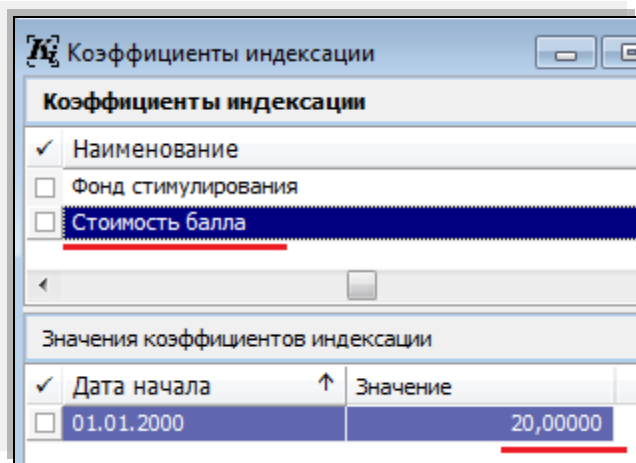 Ki Коэффициенты индексации
Коэффициенты индексации
✓ Наименование
Фонд стимулирования
Стоимость балла
Значения коэффициентов индексации
✓ Дата начала ↑ Значение
01.01.2000 20,00000